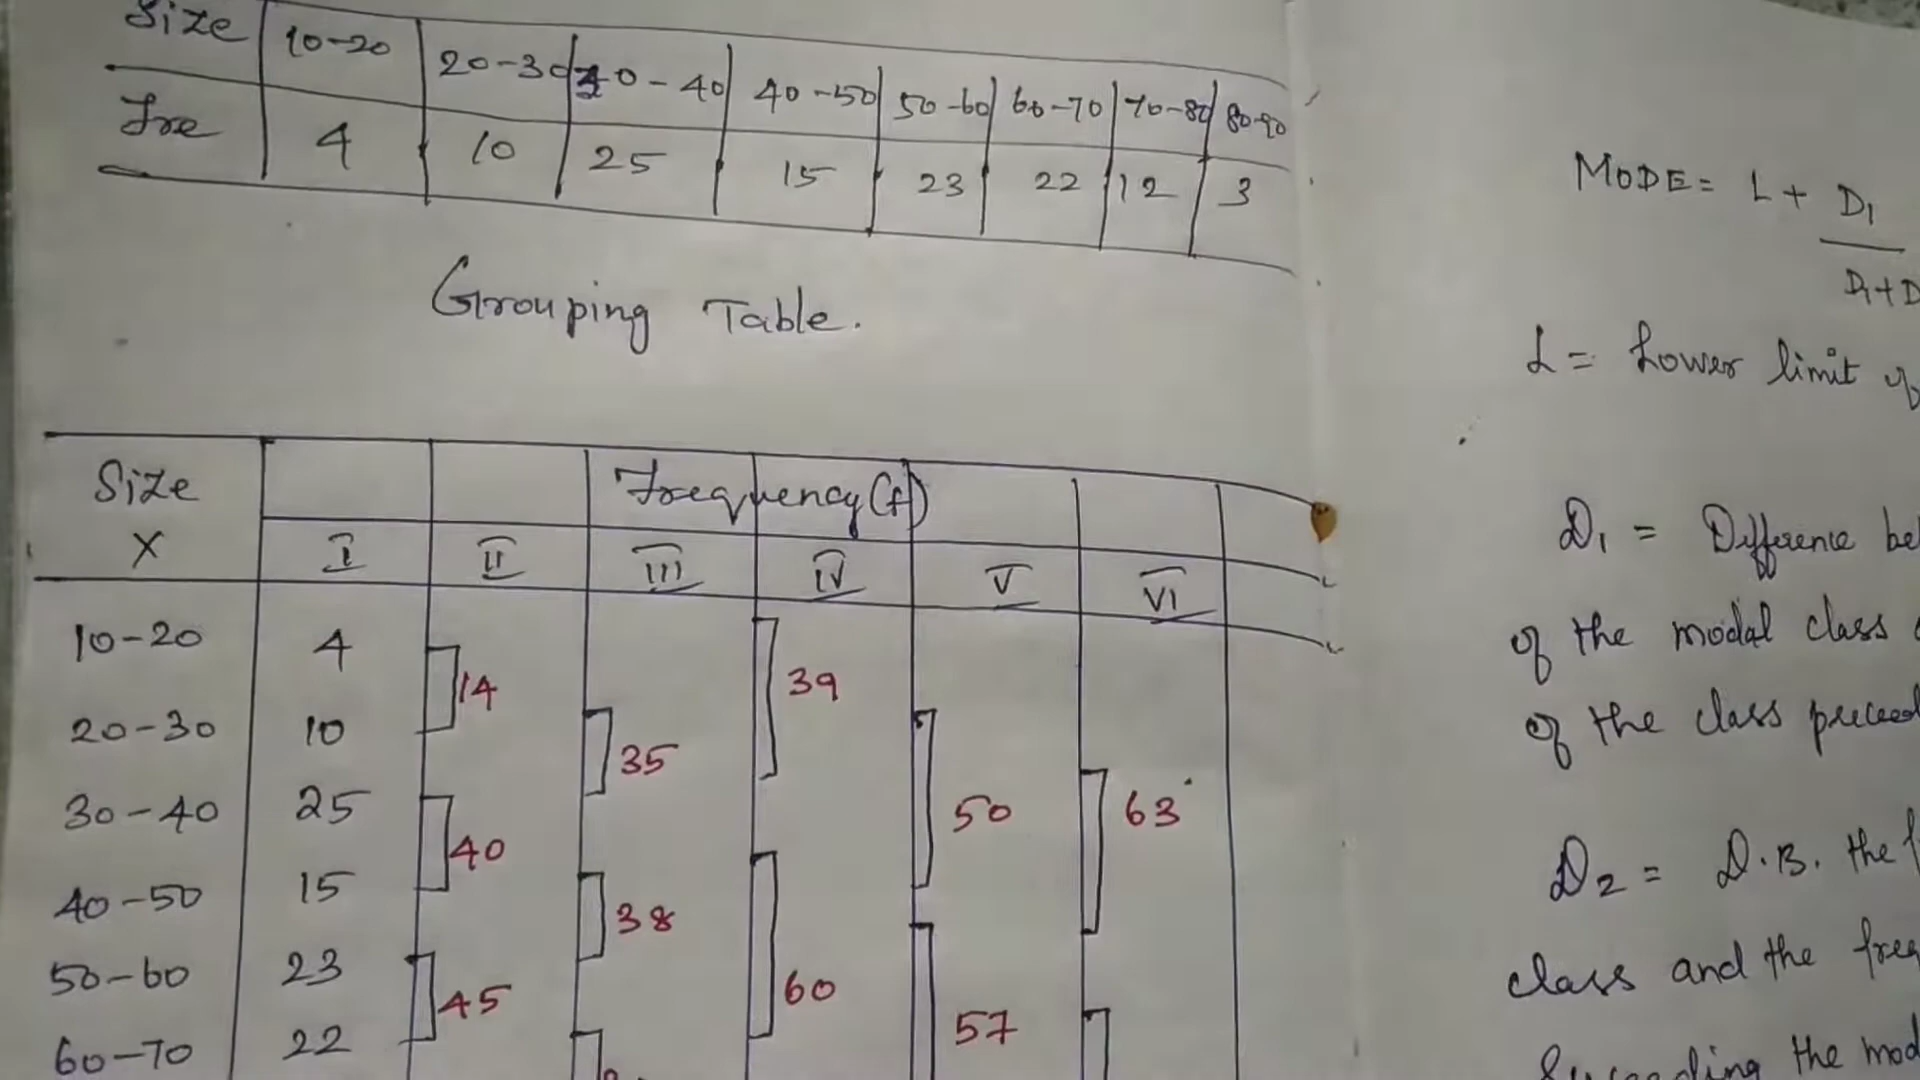 Size 10-20 20-30 30-40 40-50 50-60 60-70 70-80 80-90
Fre 4 10 25 15 23 22 12 3
Grouping Table.
Size Frequency (f)
X I II III IV V VI
10-20 4
14 39
20-30 10
35
30-40 25 50 63
40
40-50 15
38
50-60 23 60
45 57
60-70 22
MODE = L + D1
D1+D
L = Lower limit
D1 = Difference
of the modal class
of the class
D2 = D.B. the
class and the
the